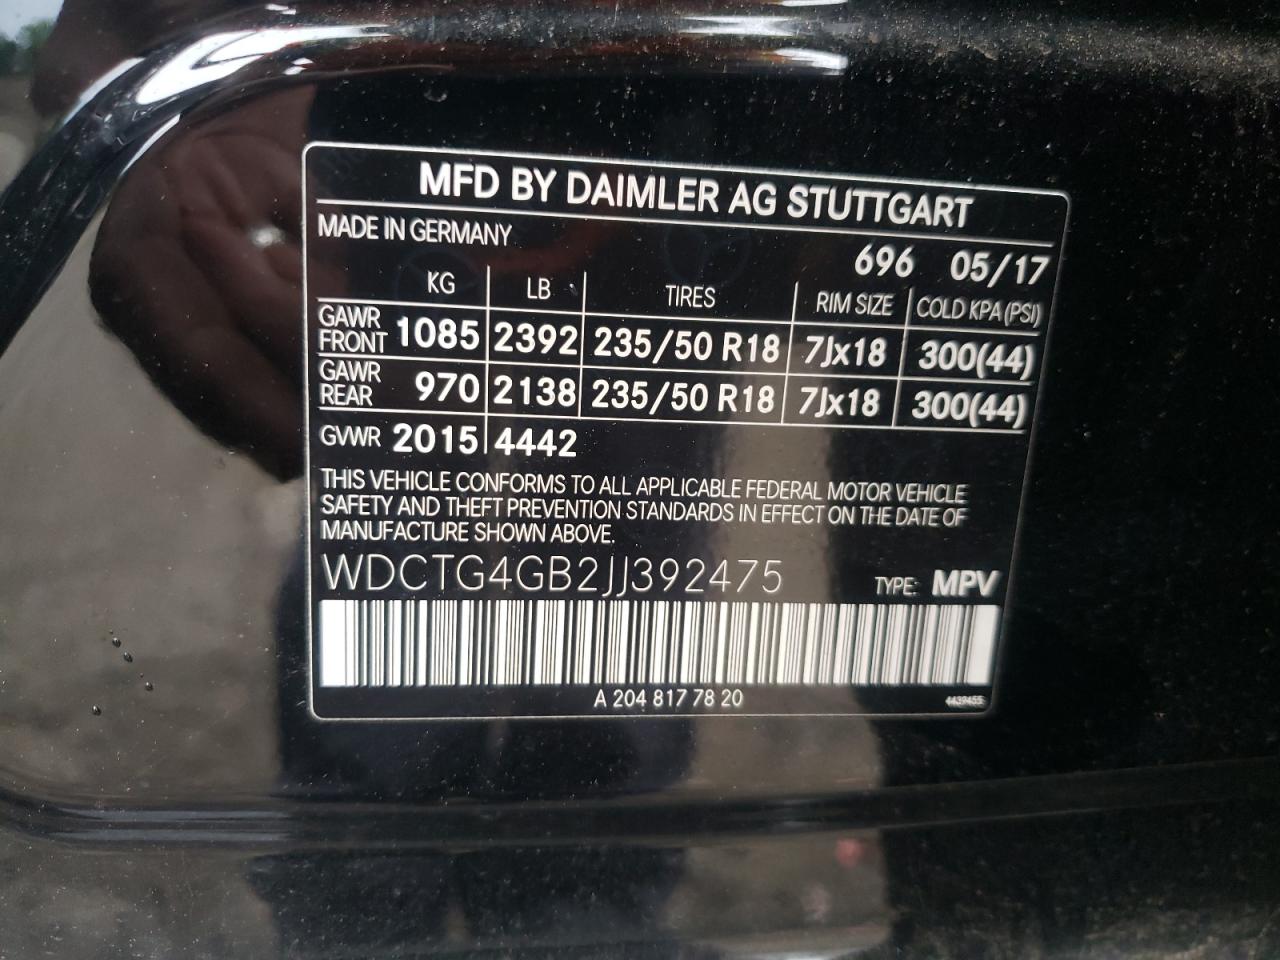 MFD BY DAIMLER AG STUTTGART
MADE IN GERMANY
696 05/17
KG LB TIRES RIM SIZE COLD KPA (PSI)
GAWR FRONT 1085 2392 235/50 R18 7Jx18 300(44)
GAWR REAR 970 2138 235/50 R18 7Jx18 300(44)
GVWR 2015 4442
THIS VEHICLE CONFORMS TO ALL APPLICABLE FEDERAL MOTOR VEHICLE
SAFETY AND THEFT PREVENTION STANDARDS IN EFFECT ON THE DATE OF
MANUFACTURE SHOWN ABOVE.
WDCTG4GB2JJ392475 TYPE: MPV
A 204 817 78 20
4439455